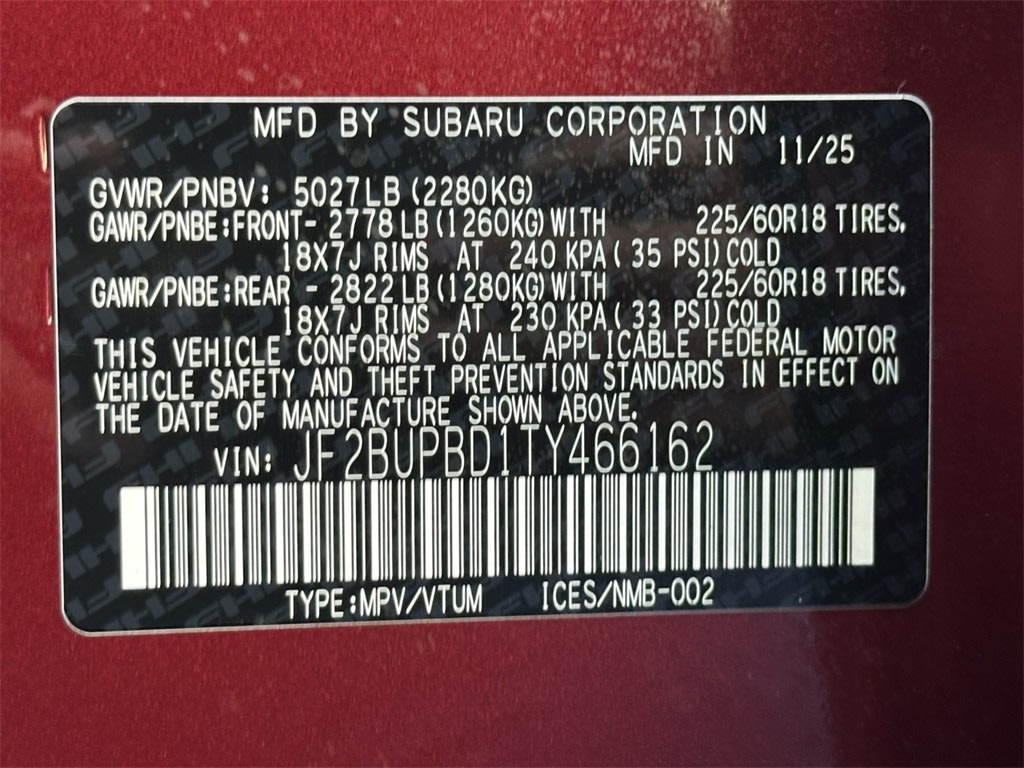 MFD BY SUBARU CORPORATION
MFD IN 11/25
GVWR/PNBV: 5027LB (2280KG)
GAWR/PNBE:FRONT- 2778 LB (1260KG) WITH 225/60R18 TIRES,
18X7J RIMS AT 240 KPA( 35 PSI) COLD
GAWR/PNBE:REAR - 2822 LB (1280KG) WITH 225/60R18 TIRES,
18X7J RIMS AT 230 KPA( 33 PSI) COLD
THIS VEHICLE CONFORMS TO ALL APPLICABLE FEDERAL MOTOR
VEHICLE SAFETY AND THEFT PREVENTION STANDARDS IN EFFECT ON
THE DATE OF MANUFACTURE SHOWN ABOVE.
VIN: JF2BUPBD1TY466162
TYPE:MPV/VTUM ICES/NMB-002